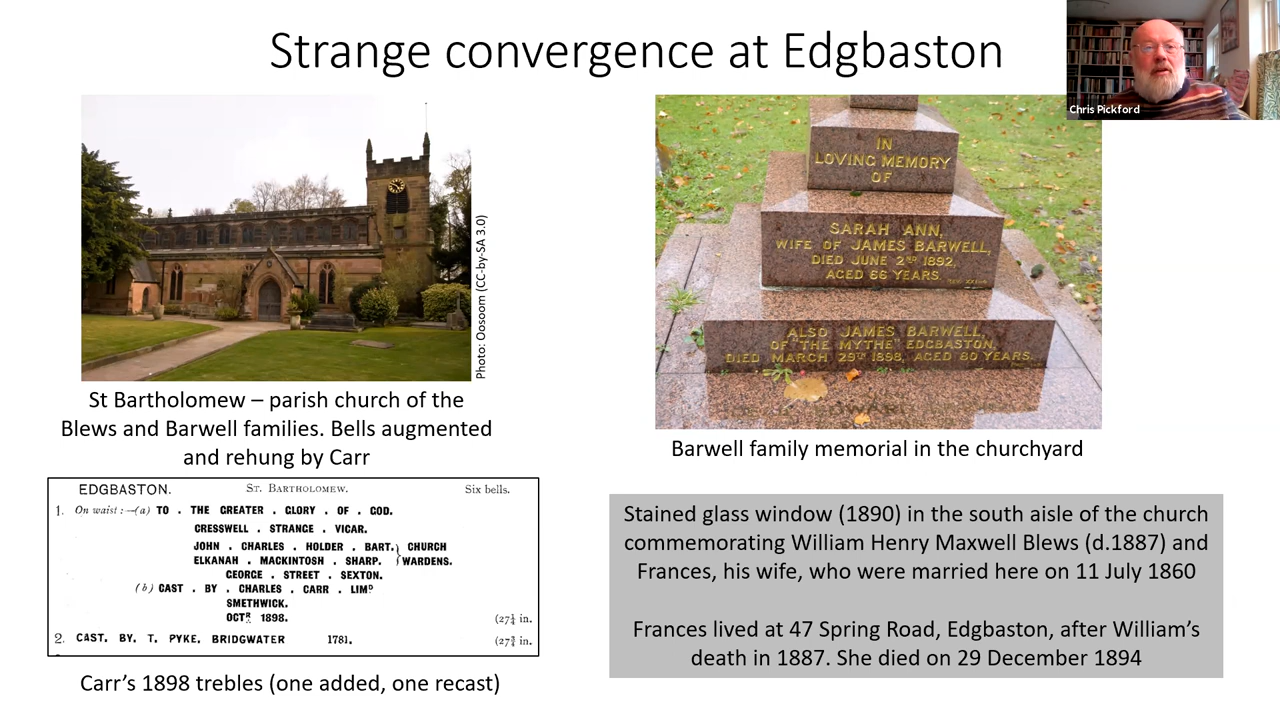 Strange convergence at Edgbaston
Chris Pickford
Photo: Oosoom (CC-by-SA 3.0)
IN
LOVING MEMORY
OF
SARAH ANN,
WIFE OF JAMES BARWELL,
DIED JUNE 2ND 1892,
AGED 66 YEARS.
ALSO JAMES BARWELL,
OF "THE MYTHE" EDGBASTON.
DIED MARCH 29TH 1898, AGED 80 YEARS.
St Bartholomew – parish church of the
Blews and Barwell families. Bells augmented
and rehung by Carr
Barwell family memorial in the churchyard
EDGBASTON. ST. BARTHOLOMEW. Six bells.
1. On waist :—(a) TO . THE GREATER . GLORY . OF . GOD.
CRESSWELL . STRANGE . VICAR.
JOHN . CHARLES . HOLDER . BART. } CHURCH
ELKANAH . MACKINTOSH . SHARP. } WARDENS.
GEORGE . STREET . SEXTON.
(b) CAST . BY . CHARLES . CARR . LIMD
SMETHWICK.
OCTR 1898. (27¼ in.
2. CAST. BY. T. PYKE. BRIDGWATER 1781. (27¾ in.
Carr's 1898 trebles (one added, one recast)
Stained glass window (1890) in the south aisle of the church
commemorating William Henry Maxwell Blews (d.1887) and
Frances, his wife, who were married here on 11 July 1860
Frances lived at 47 Spring Road, Edgbaston, after William's
death in 1887. She died on 29 December 1894